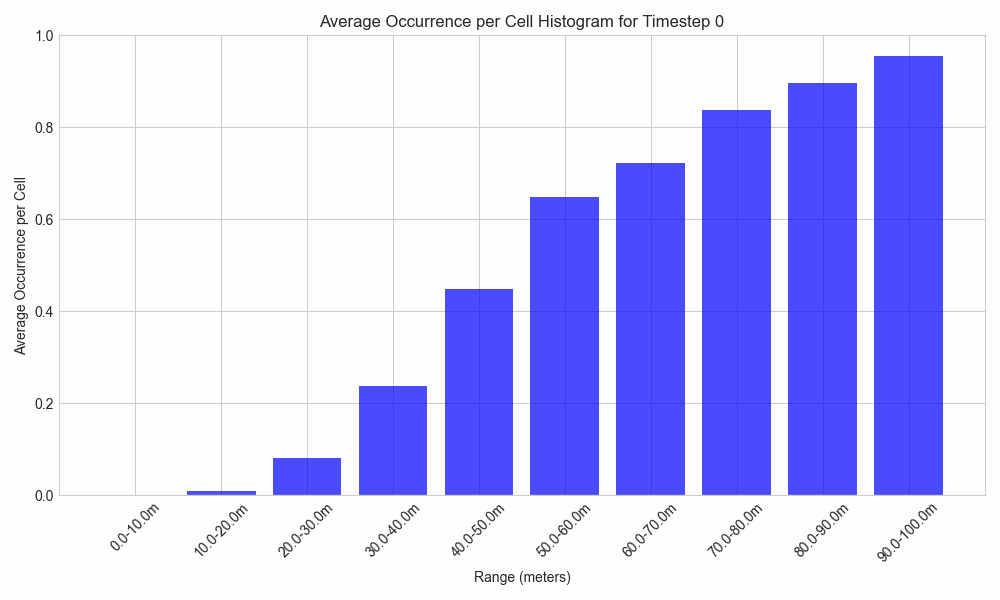 Average Occurrence per Cell Histogram for Timestep 0
1.0
0.8
0.6
0.4
0.2
0.0
Average Occurrence per Cell
0.0-10.0m
10.0-20.0m
20.0-30.0m
30.0-40.0m
40.0-50.0m
50.0-60.0m
60.0-70.0m
70.0-80.0m
80.0-90.0m
90.0-100.0m
Range (meters)